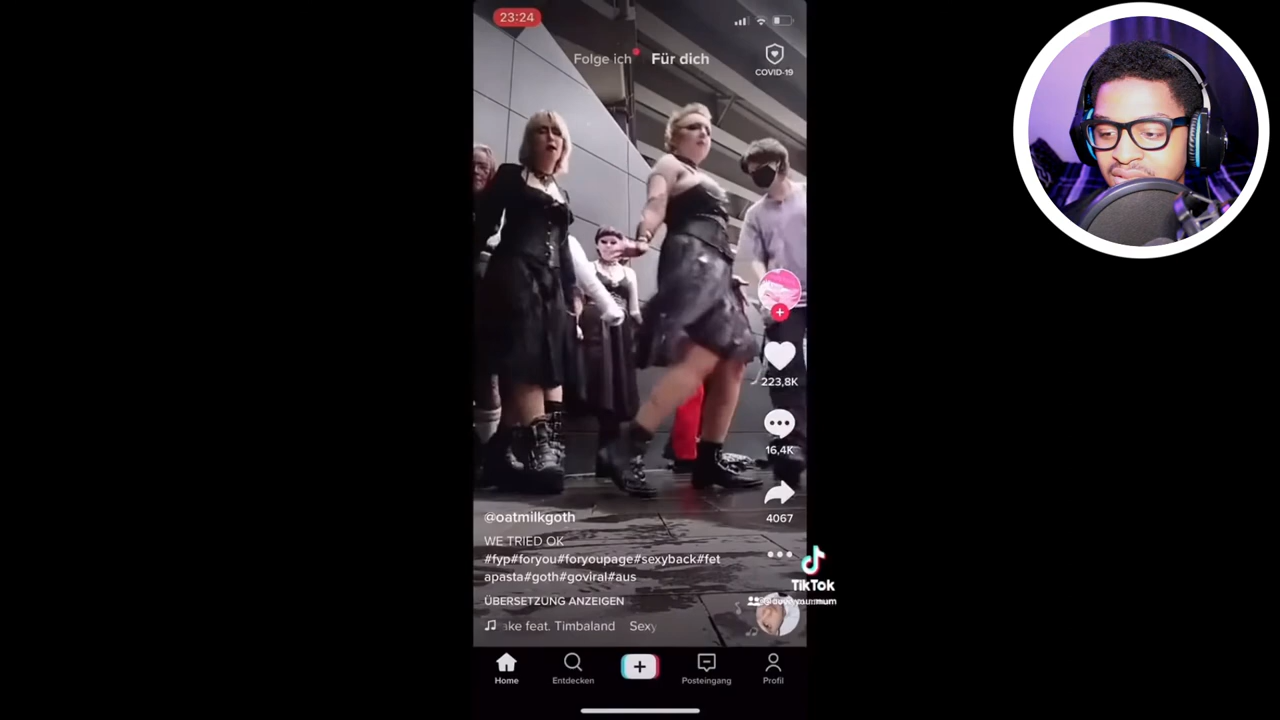 23:24
Folge ich
Für dich
COVID-19
223,8K
16,4K
4067
@oatmilkgoth
WE TRIED OK
#fyp#foryou#foryoupage#sexyback#fet
apasta#goth#goviral#aus
ÜBERSETZUNG ANZEIGEN
ake feat. Timbaland Sexy
TikTok
Home
Entdecken
Posteingang
Profil